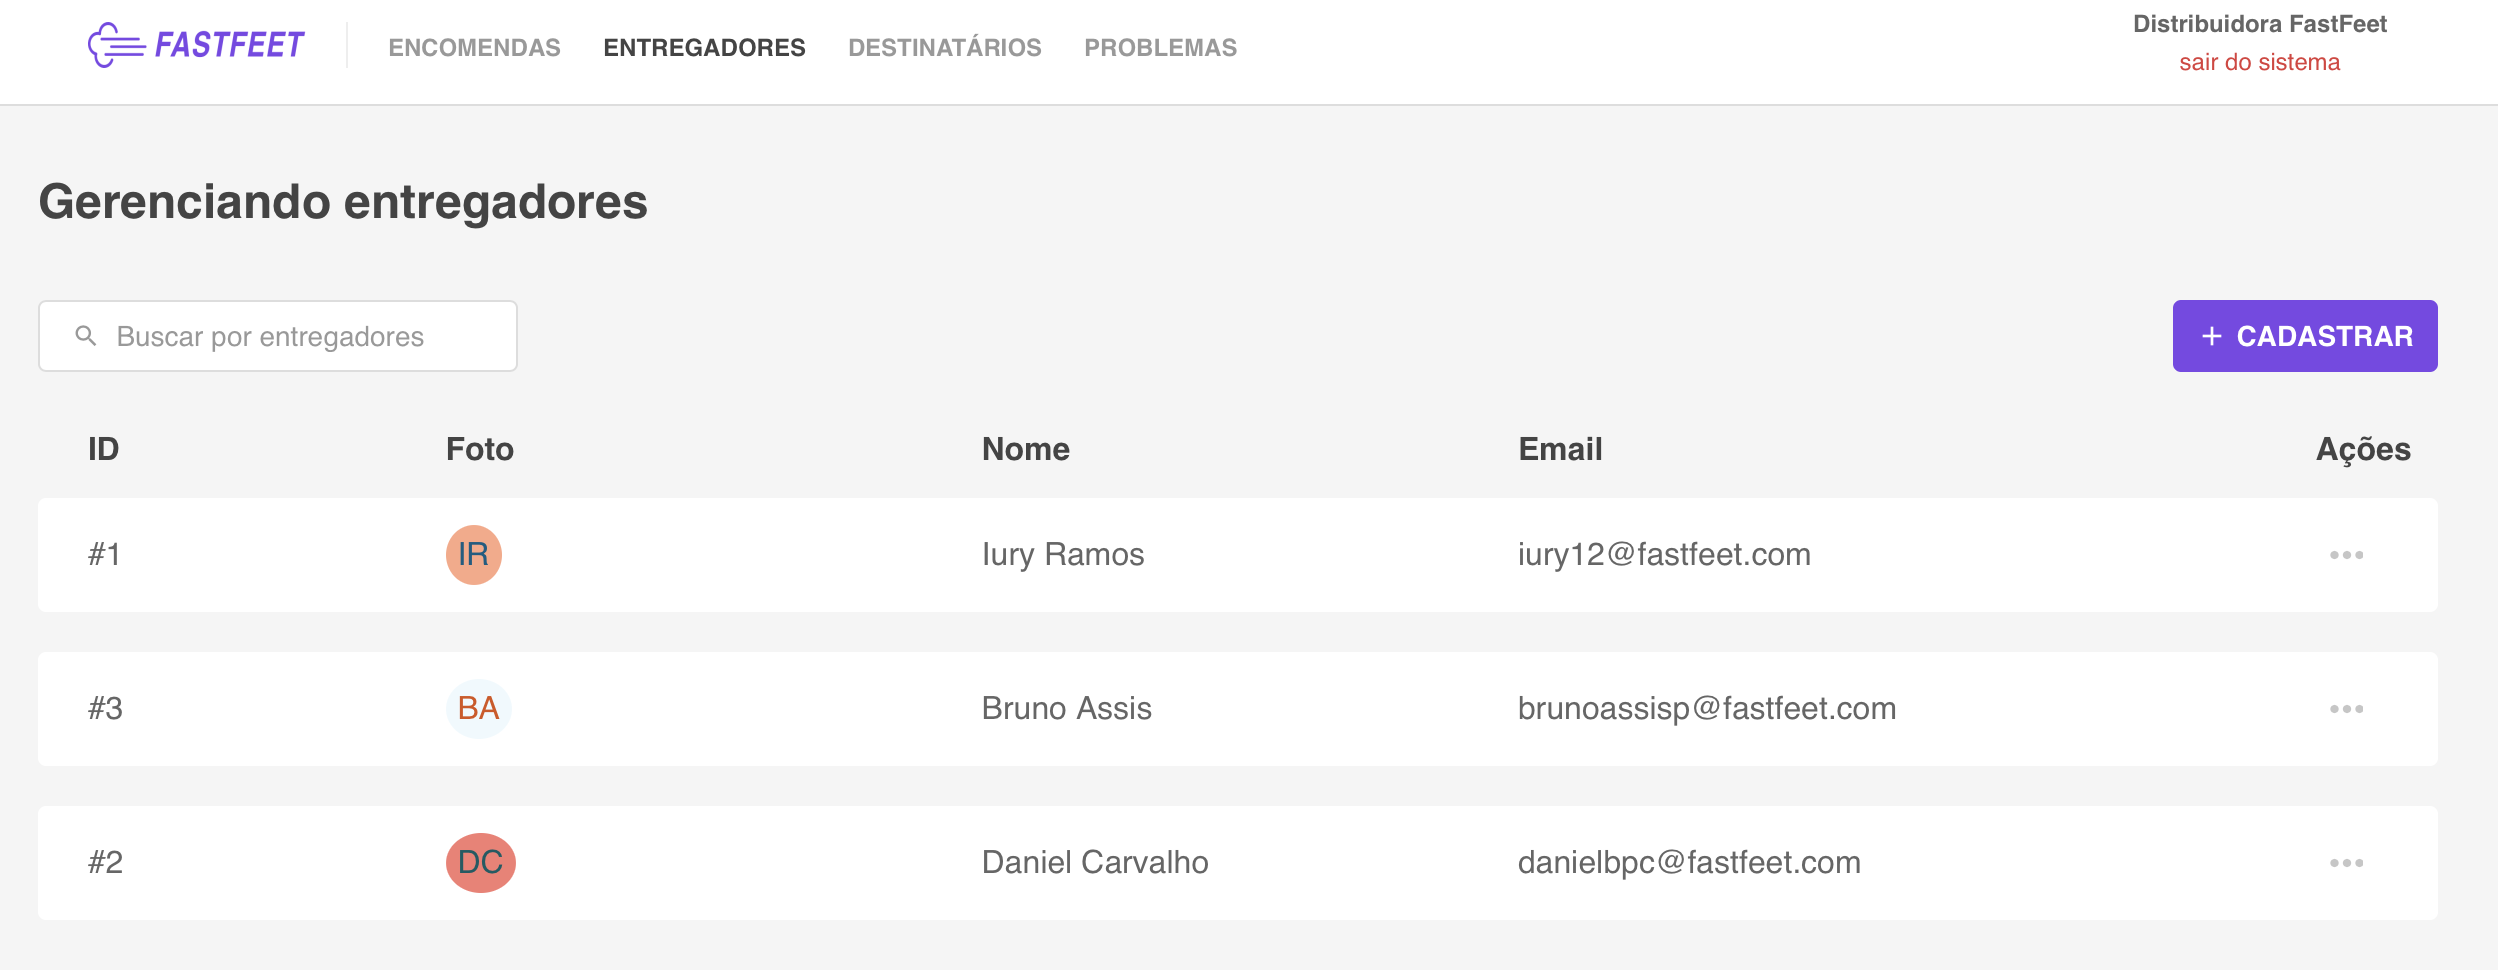 FASTFEET
ENCOMENDAS ENTREGADORES DESTINATÁRIOS PROBLEMAS
Distribuidora FastFeet
sair do sistema
Gerenciando entregadores
Buscar por entregadores
+ CADASTRAR
ID Foto Nome Email Ações
#1 IR Iury Ramos iury12@fastfeet.com
#3 BA Bruno Assis brunoassisp@fastfeet.com
#2 DC Daniel Carvalho danielbpc@fastfeet.com